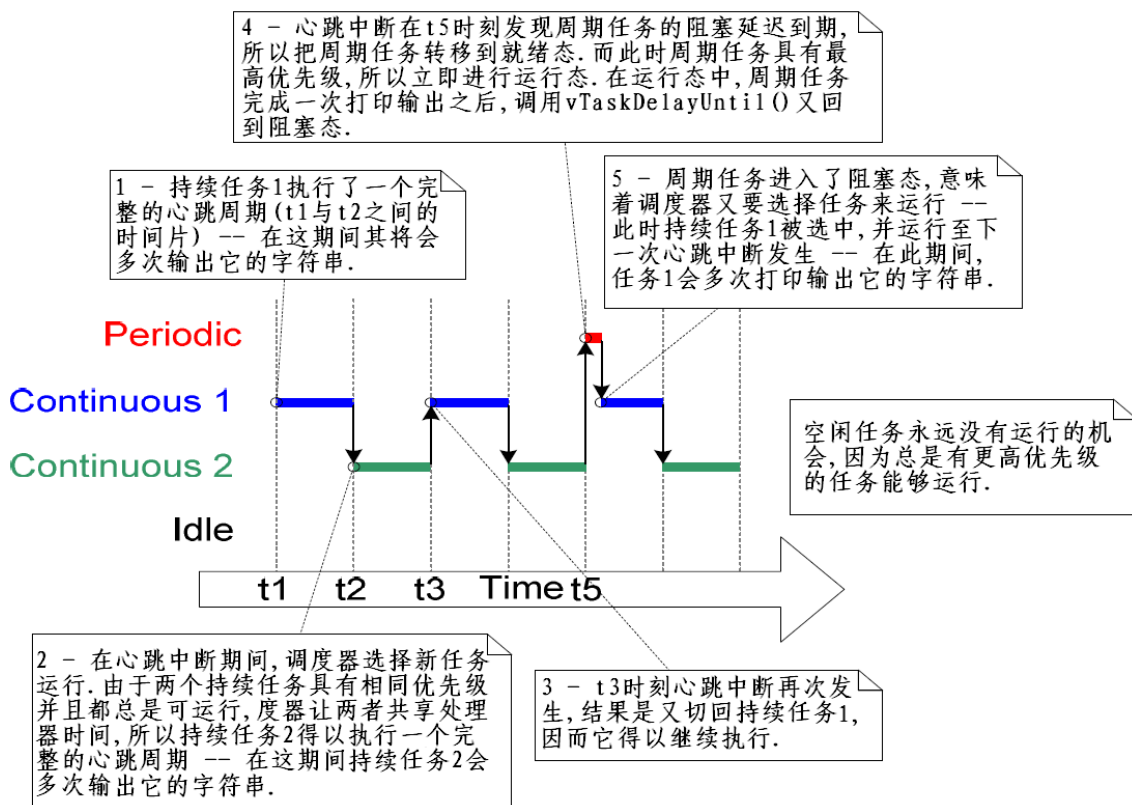 4 - 心跳中断在t5时刻发现周期任务的阻塞延迟到期,
所以把周期任务转移到就绪态.而此时周期任务具有最
高优先级,所以立即进行运行态.在运行态中,周期任务
完成一次打印输出之后,调用vTaskDelayUntil()又回
到阻塞态.
1 - 持续任务1执行了一个完
整的心跳周期(t1与t2之间的
时间片) -- 在这期间其将会
多次输出它的字符串.
5 - 周期任务进入了阻塞态,意味
着调度器又要选择任务来运行 --
此时持续任务1被选中,并运行至下
一次心跳中断发生 -- 在此期间,
任务1会多次打印输出它的字符串.
Periodic
Continuous 1
Continuous 2
Idle
空闲任务永远没有运行的机
会,因为总是有更高优先级
的任务能够运行.
t1 t2 t3 Time t5
2 - 在心跳中断期间,调度器选择新任务
运行.由于两个持续任务具有相同优先级
并且都总是可运行,度器让两者共享处理
器时间,所以持续任务2得以执行一个完
整的心跳周期 -- 在这期间持续任务2会
多次输出它的字符串.
3 - t3时刻心跳中断再次发
生,结果是又切回持续任务1,
因而它得以继续执行.